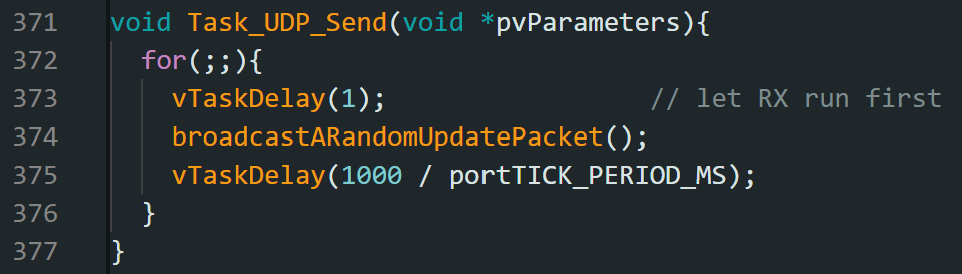 371 void Task_UDP_Send(void *pvParameters){
372   for(;;){
373     vTaskDelay(1);                 // let RX run first
374     broadcastARandomUpdatePacket();
375     vTaskDelay(1000 / portTICK_PERIOD_MS);
376   }
377 }